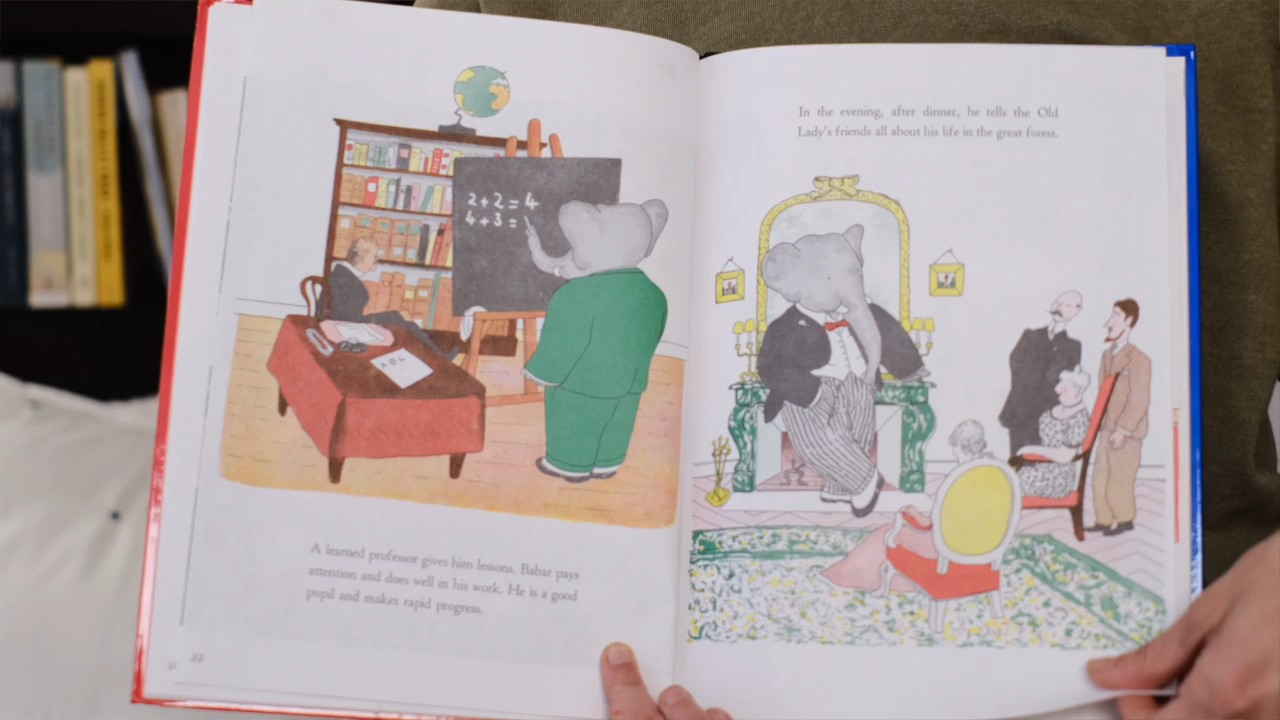 2+2=4
4+3=
A B C
A learned professor gives him lessons. Babar pays
attention and does well in his work. He is a good
pupil and makes rapid progress.
22
In the evening, after dinner, he tells the Old
Lady's friends all about his life in the great forest.